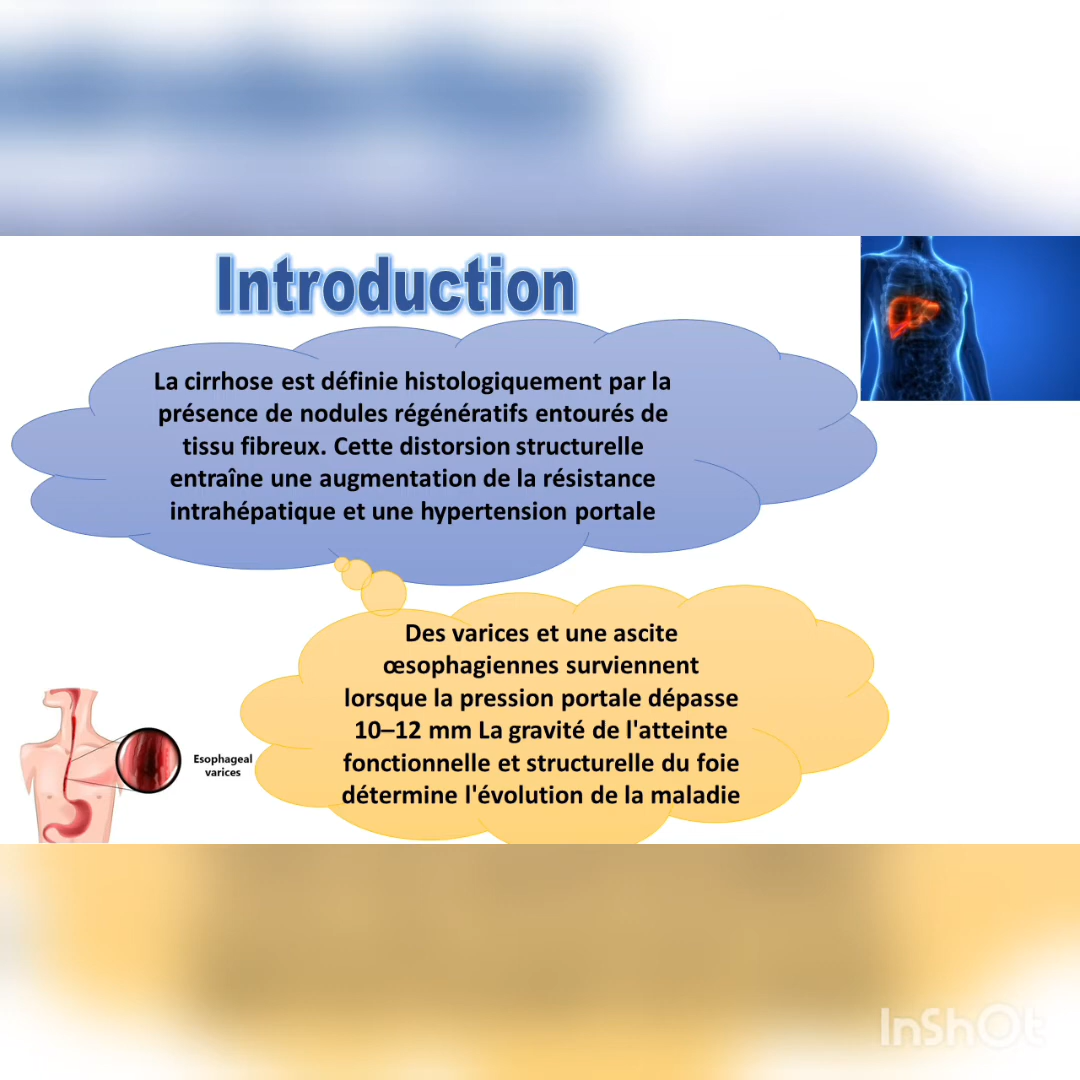 Introduction
La cirrhose est définie histologiquement par la
présence de nodules régénératifs entourés de
tissu fibreux. Cette distorsion structurelle
entraîne une augmentation de la résistance
intrahépatique et une hypertension portale
Des varices et une ascite
œsophagiennes surviennent
lorsque la pression portale dépasse
10–12 mm La gravité de l'atteinte
fonctionnelle et structurelle du foie
détermine l'évolution de la maladie
Esophageal
varices
InShOt